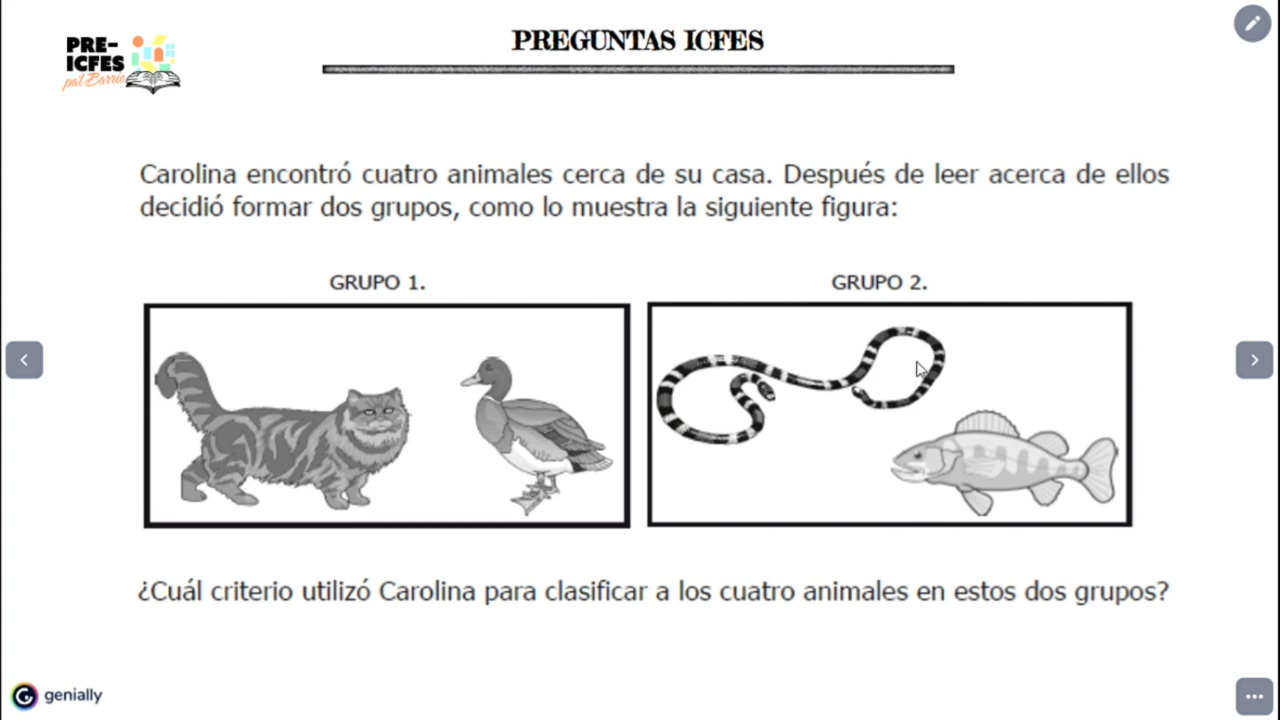 PRE-
ICFES
pal Barrio
PREGUNTAS ICFES
Carolina encontró cuatro animales cerca de su casa. Después de leer acerca de ellos
decidió formar dos grupos, como lo muestra la siguiente figura:
GRUPO 1.
GRUPO 2.
¿Cuál criterio utilizó Carolina para clasificar a los cuatro animales en estos dos grupos?
genially